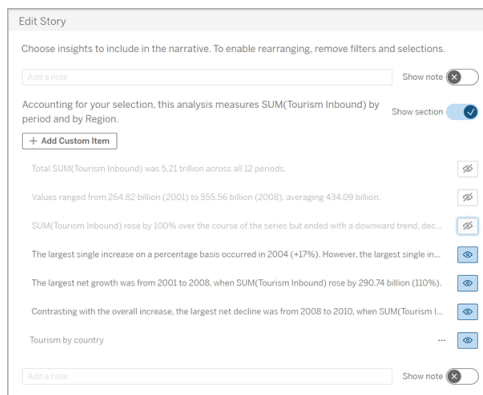 Edit Story
Choose insights to include in the narrative. To enable rearranging, remove filters and selections.
Add a note
Show note
Accounting for your selection, this analysis measures SUM(Tourism Inbound) by
period and by Region.
Show section
+ Add Custom Item
Total SUM(Tourism Inbound) was 5.21 trillion across all 12 periods.
Values ranged from 264.82 billion (2001) to 555.56 billion (2008), averaging 434.09 billion.
SUM(Tourism Inbound) rose by 100% over the course of the series but ended with a downward trend, dec...
The largest single increase on a percentage basis occurred in 2004 (+17%). However, the largest single in...
The largest net growth was from 2001 to 2008, when SUM(Tourism Inbound) rose by 290.74 billion (110%).
Contrasting with the overall increase, the largest net decline was from 2008 to 2010, when SUM(Tourism I...
Tourism by country ...
Add a note
Show note